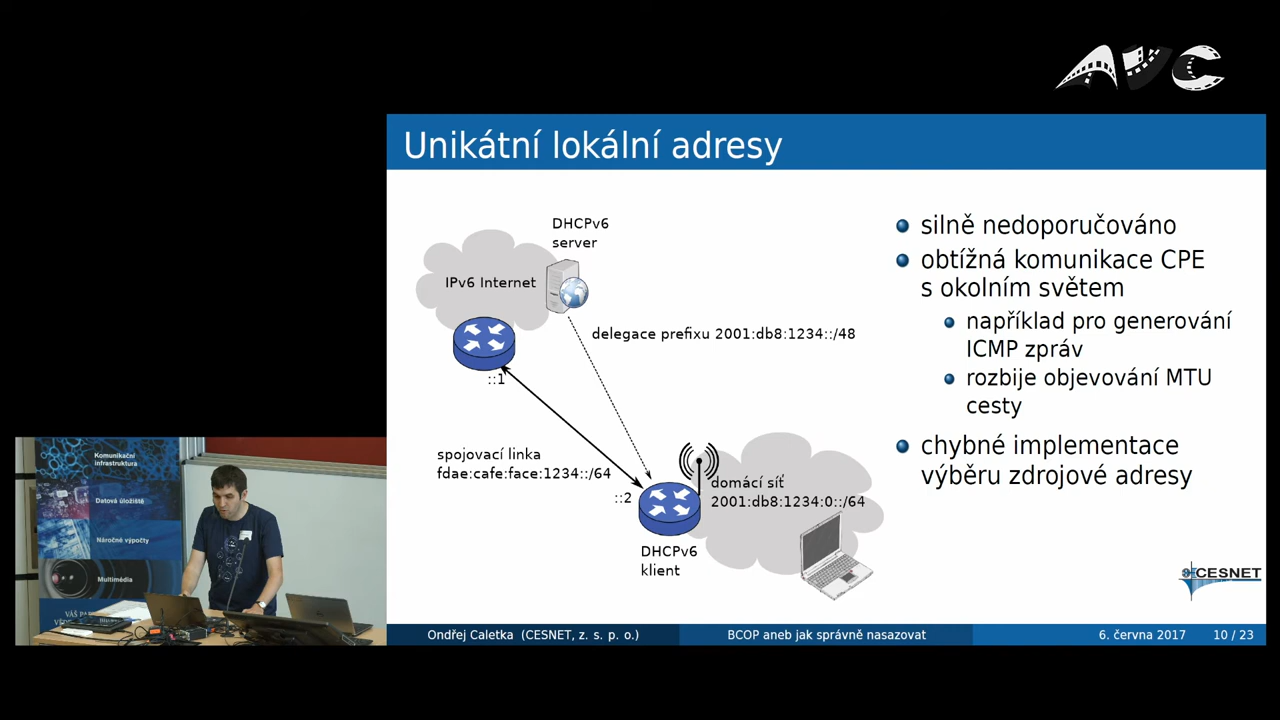 AVC
Unikátní lokální adresy
DHCPv6
server
IPv6 Internet
delegace prefixu 2001:db8:1234::/48
::1
spojovací linka
fdae:cafe:face:1234::/64
::2
domácí síť
2001:db8:1234:0::/64
DHCPv6
klient
silně nedoporučováno
obtížná komunikace CPE
s okolním světem
například pro generování
ICMP zpráv
rozbije objevování MTU
cesty
chybné implementace
výběru zdrojové adresy
CESNET
Komunikační
infrastruktura
Datová úložiště
Náročné výpočty
Multimédia
Ondřej Caletka (CESNET, z. s. p. o.)
BCOP aneb jak správně nasazovat
6. června 2017
10 / 23